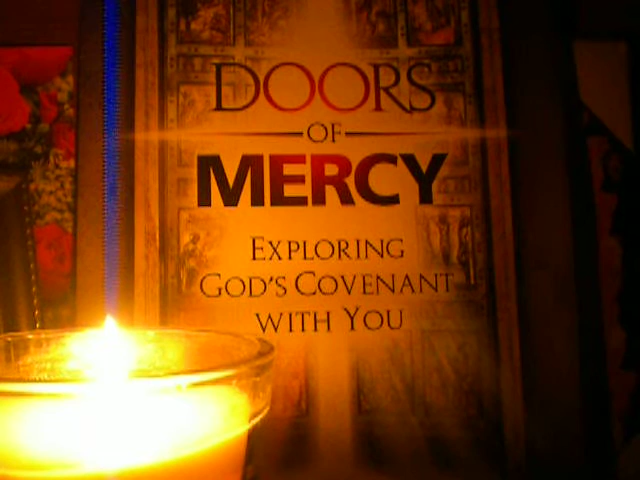 DOORS
OF
MERCY
EXPLORING
GOD'S COVENANT
WITH YOU